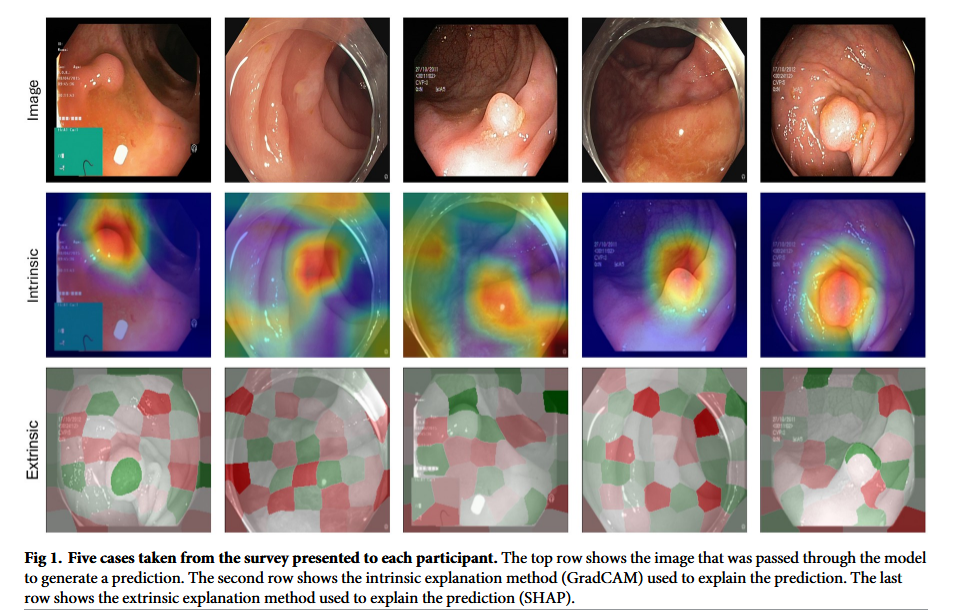 Image
Intrinsic
Extrinsic
Fig 1. Five cases taken from the survey presented to each participant. The top row shows the image that was passed through the model
to generate a prediction. The second row shows the intrinsic explanation method (GradCAM) used to explain the prediction. The last
row shows the extrinsic explanation method used to explain the prediction (SHAP).